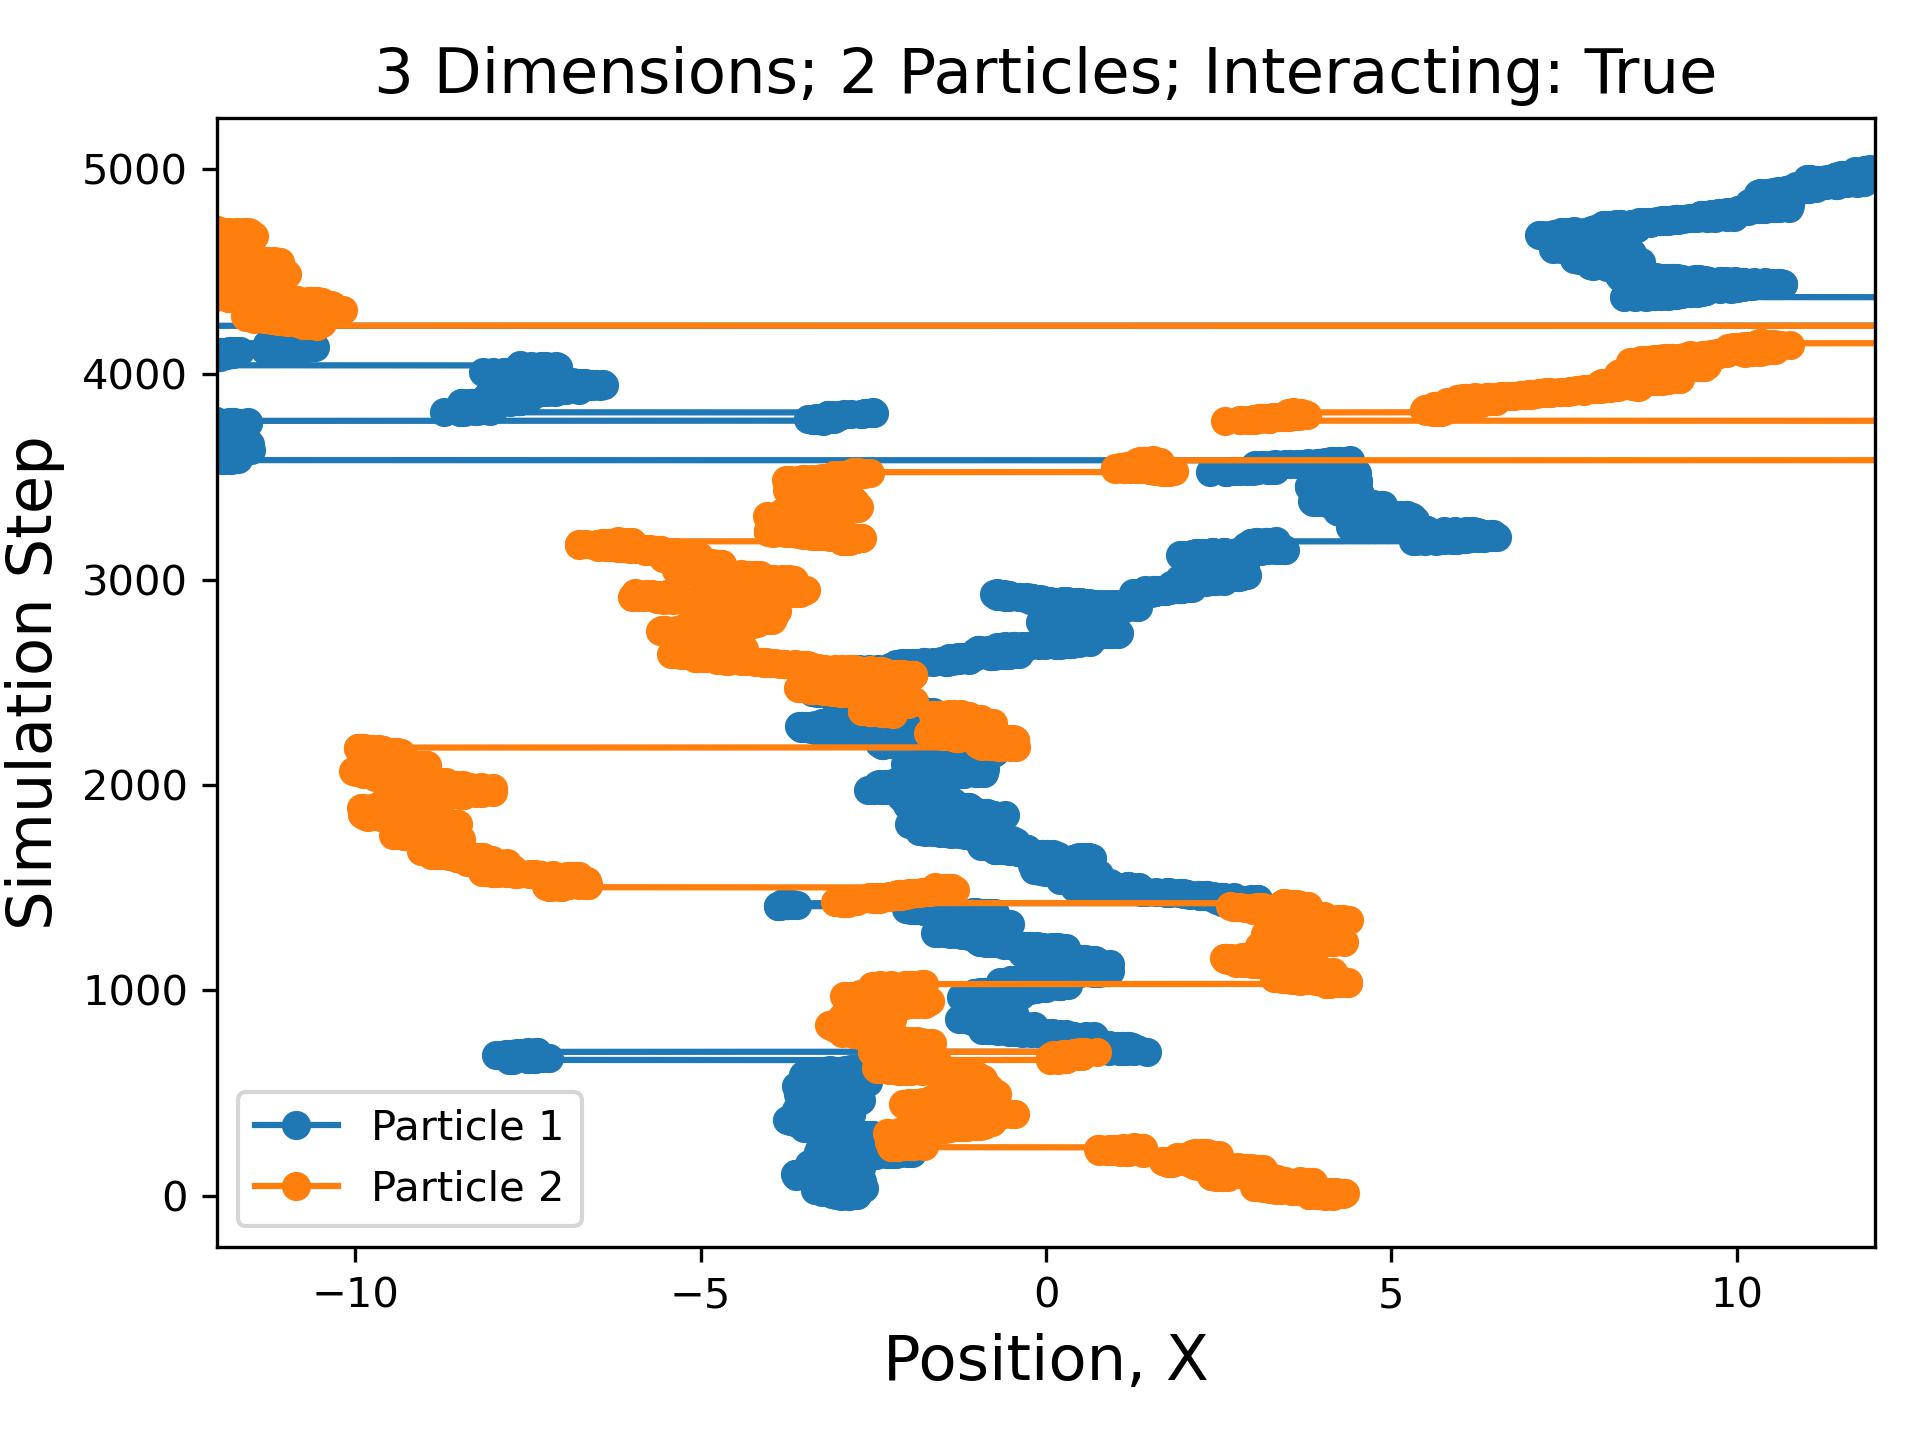 3 Dimensions; 2 Particles; Interacting: True
Simulation Step
5000
4000
3000
2000
1000
0
Particle 1
Particle 2
−10
−5
0
5
10
Position, X